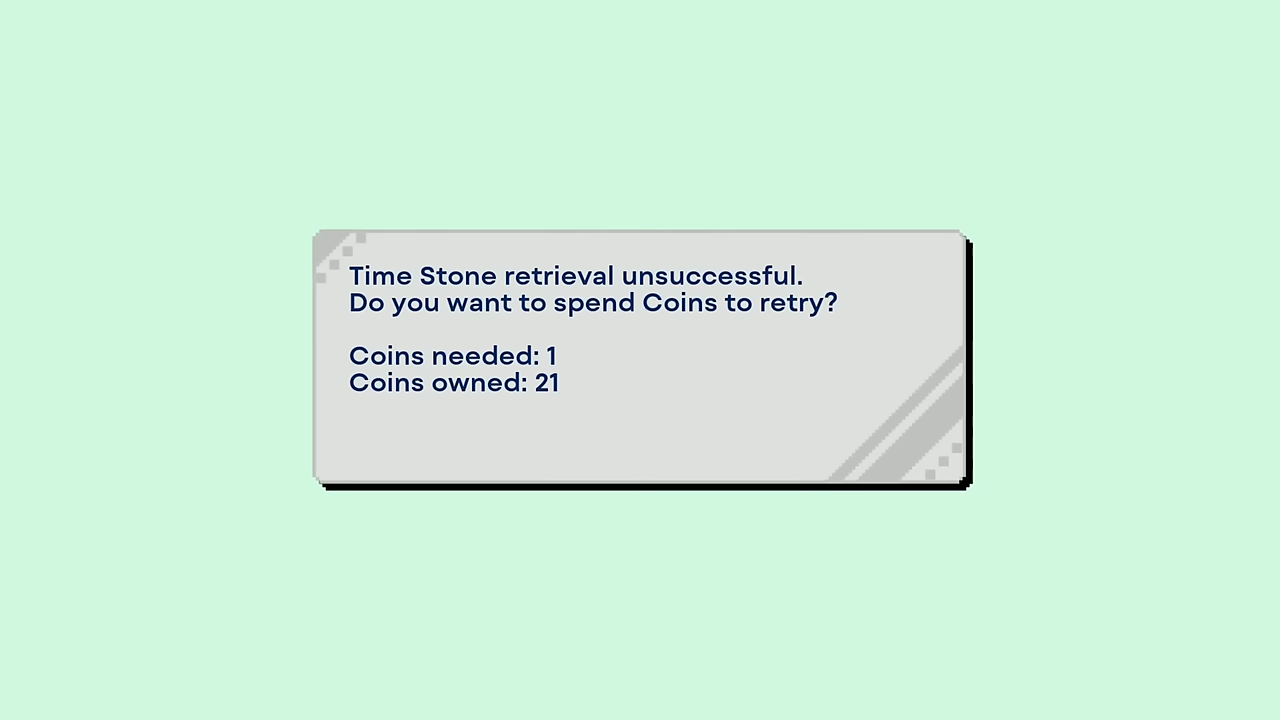 Time Stone retrieval unsuccessful.
Do you want to spend Coins to retry?
Coins needed: 1
Coins owned: 21